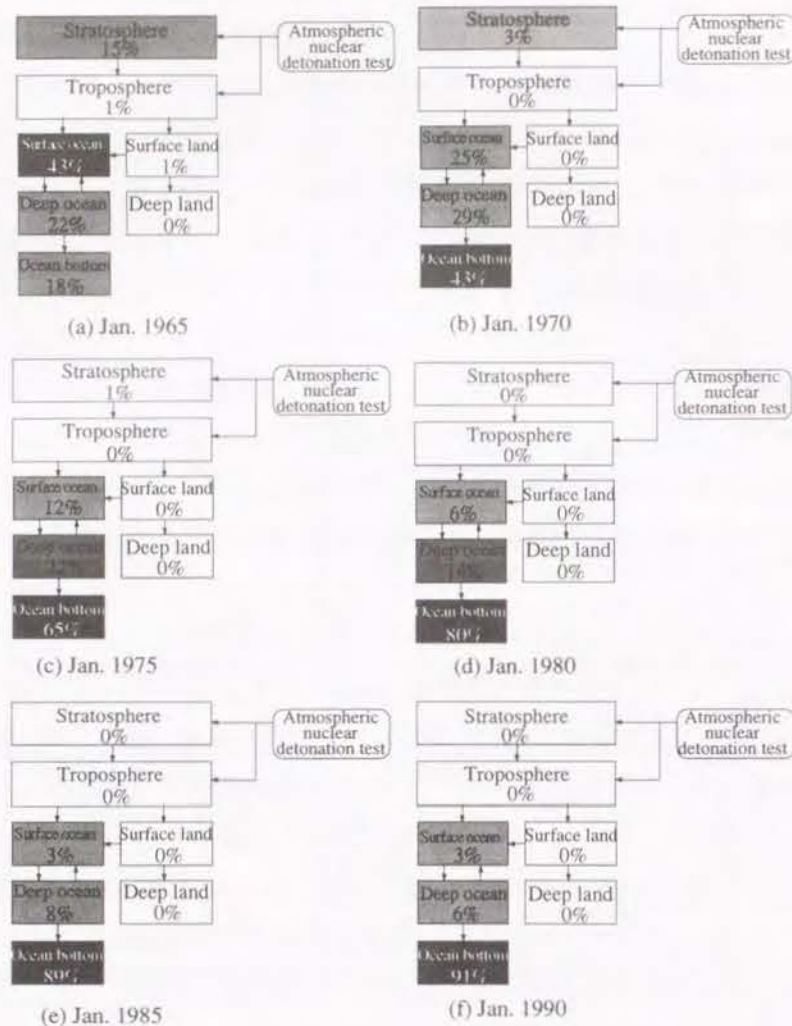 Stratosphere
15%
Atmospheric
nuclear
detonation test
Troposphere
1%
Surface ocean
43%
Surface land
1%
Deep ocean
22%
Deep land
0%
Ocean bottom
18%
(a) Jan. 1965
Stratosphere
3%
Atmospheric
nuclear
detonation test
Troposphere
0%
Surface ocean
25%
Surface land
0%
Deep ocean
29%
Deep land
0%
Ocean bottom
43%
(b) Jan. 1970
Stratosphere
1%
Atmospheric
nuclear
detonation test
Troposphere
0%
Surface ocean
12%
Surface land
0%
Deep ocean
22%
Deep land
0%
Ocean bottom
65%
(c) Jan. 1975
Stratosphere
0%
Atmospheric
nuclear
detonation test
Troposphere
0%
Surface ocean
6%
Surface land
0%
Deep ocean
14%
Deep land
0%
Ocean bottom
80%
(d) Jan. 1980
Stratosphere
0%
Atmospheric
nuclear
detonation test
Troposphere
0%
Surface ocean
3%
Surface land
0%
Deep ocean
8%
Deep land
0%
Ocean bottom
89%
(e) Jan. 1985
Stratosphere
0%
Atmospheric
nuclear
detonation test
Troposphere
0%
Surface ocean
3%
Surface land
0%
Deep ocean
6%
Deep land
0%
Ocean bottom
91%
(f) Jan. 1990